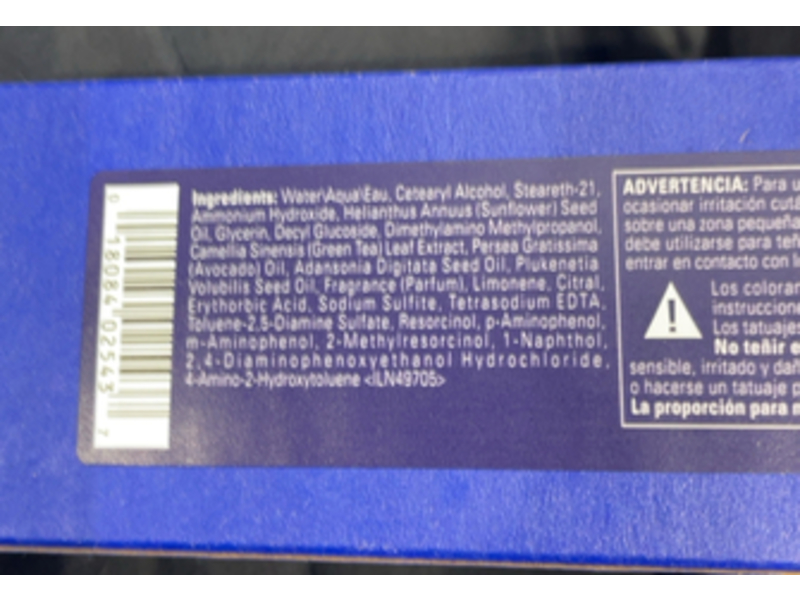 0 18084 02543 7
Ingredients: Water\Aqua\Eau, Cetearyl Alcohol, Steareth-21,
Ammonium Hydroxide, Helianthus Annuus (Sunflower) Seed
Oil, Glycerin, Decyl Glucoside, Dimethylamino Methylpropanol,
Camellia Sinensis (Green Tea) Leaf Extract, Persea Gratissima
(Avocado) Oil, Adansonia Digitata Seed Oil, Plukenetia
Volubilis Seed Oil, Fragrance (Parfum), Limonene, Citral,
Erythorbic Acid, Sodium Sulfite, Tetrasodium EDTA,
Toluene-2,5-Diamine Sulfate, Resorcinol, p-Aminophenol,
m-Aminophenol, 2-Methylresorcinol, 1-Naphthol,
2,4-Diaminophenoxyethanol Hydrochloride,
4-Amino-2-Hydroxytoluene <ILN49705>
ADVERTENCIA: Para u
ocasionar irritación cutá
sobre una zona pequeña
debe utilizarse para teñ
entrar en contacto con l
Los coloran
instruccione
Los tatuajes
No teñir e
sensible, irritado y dañ
o hacerse un tatuaje p
La proporción para m